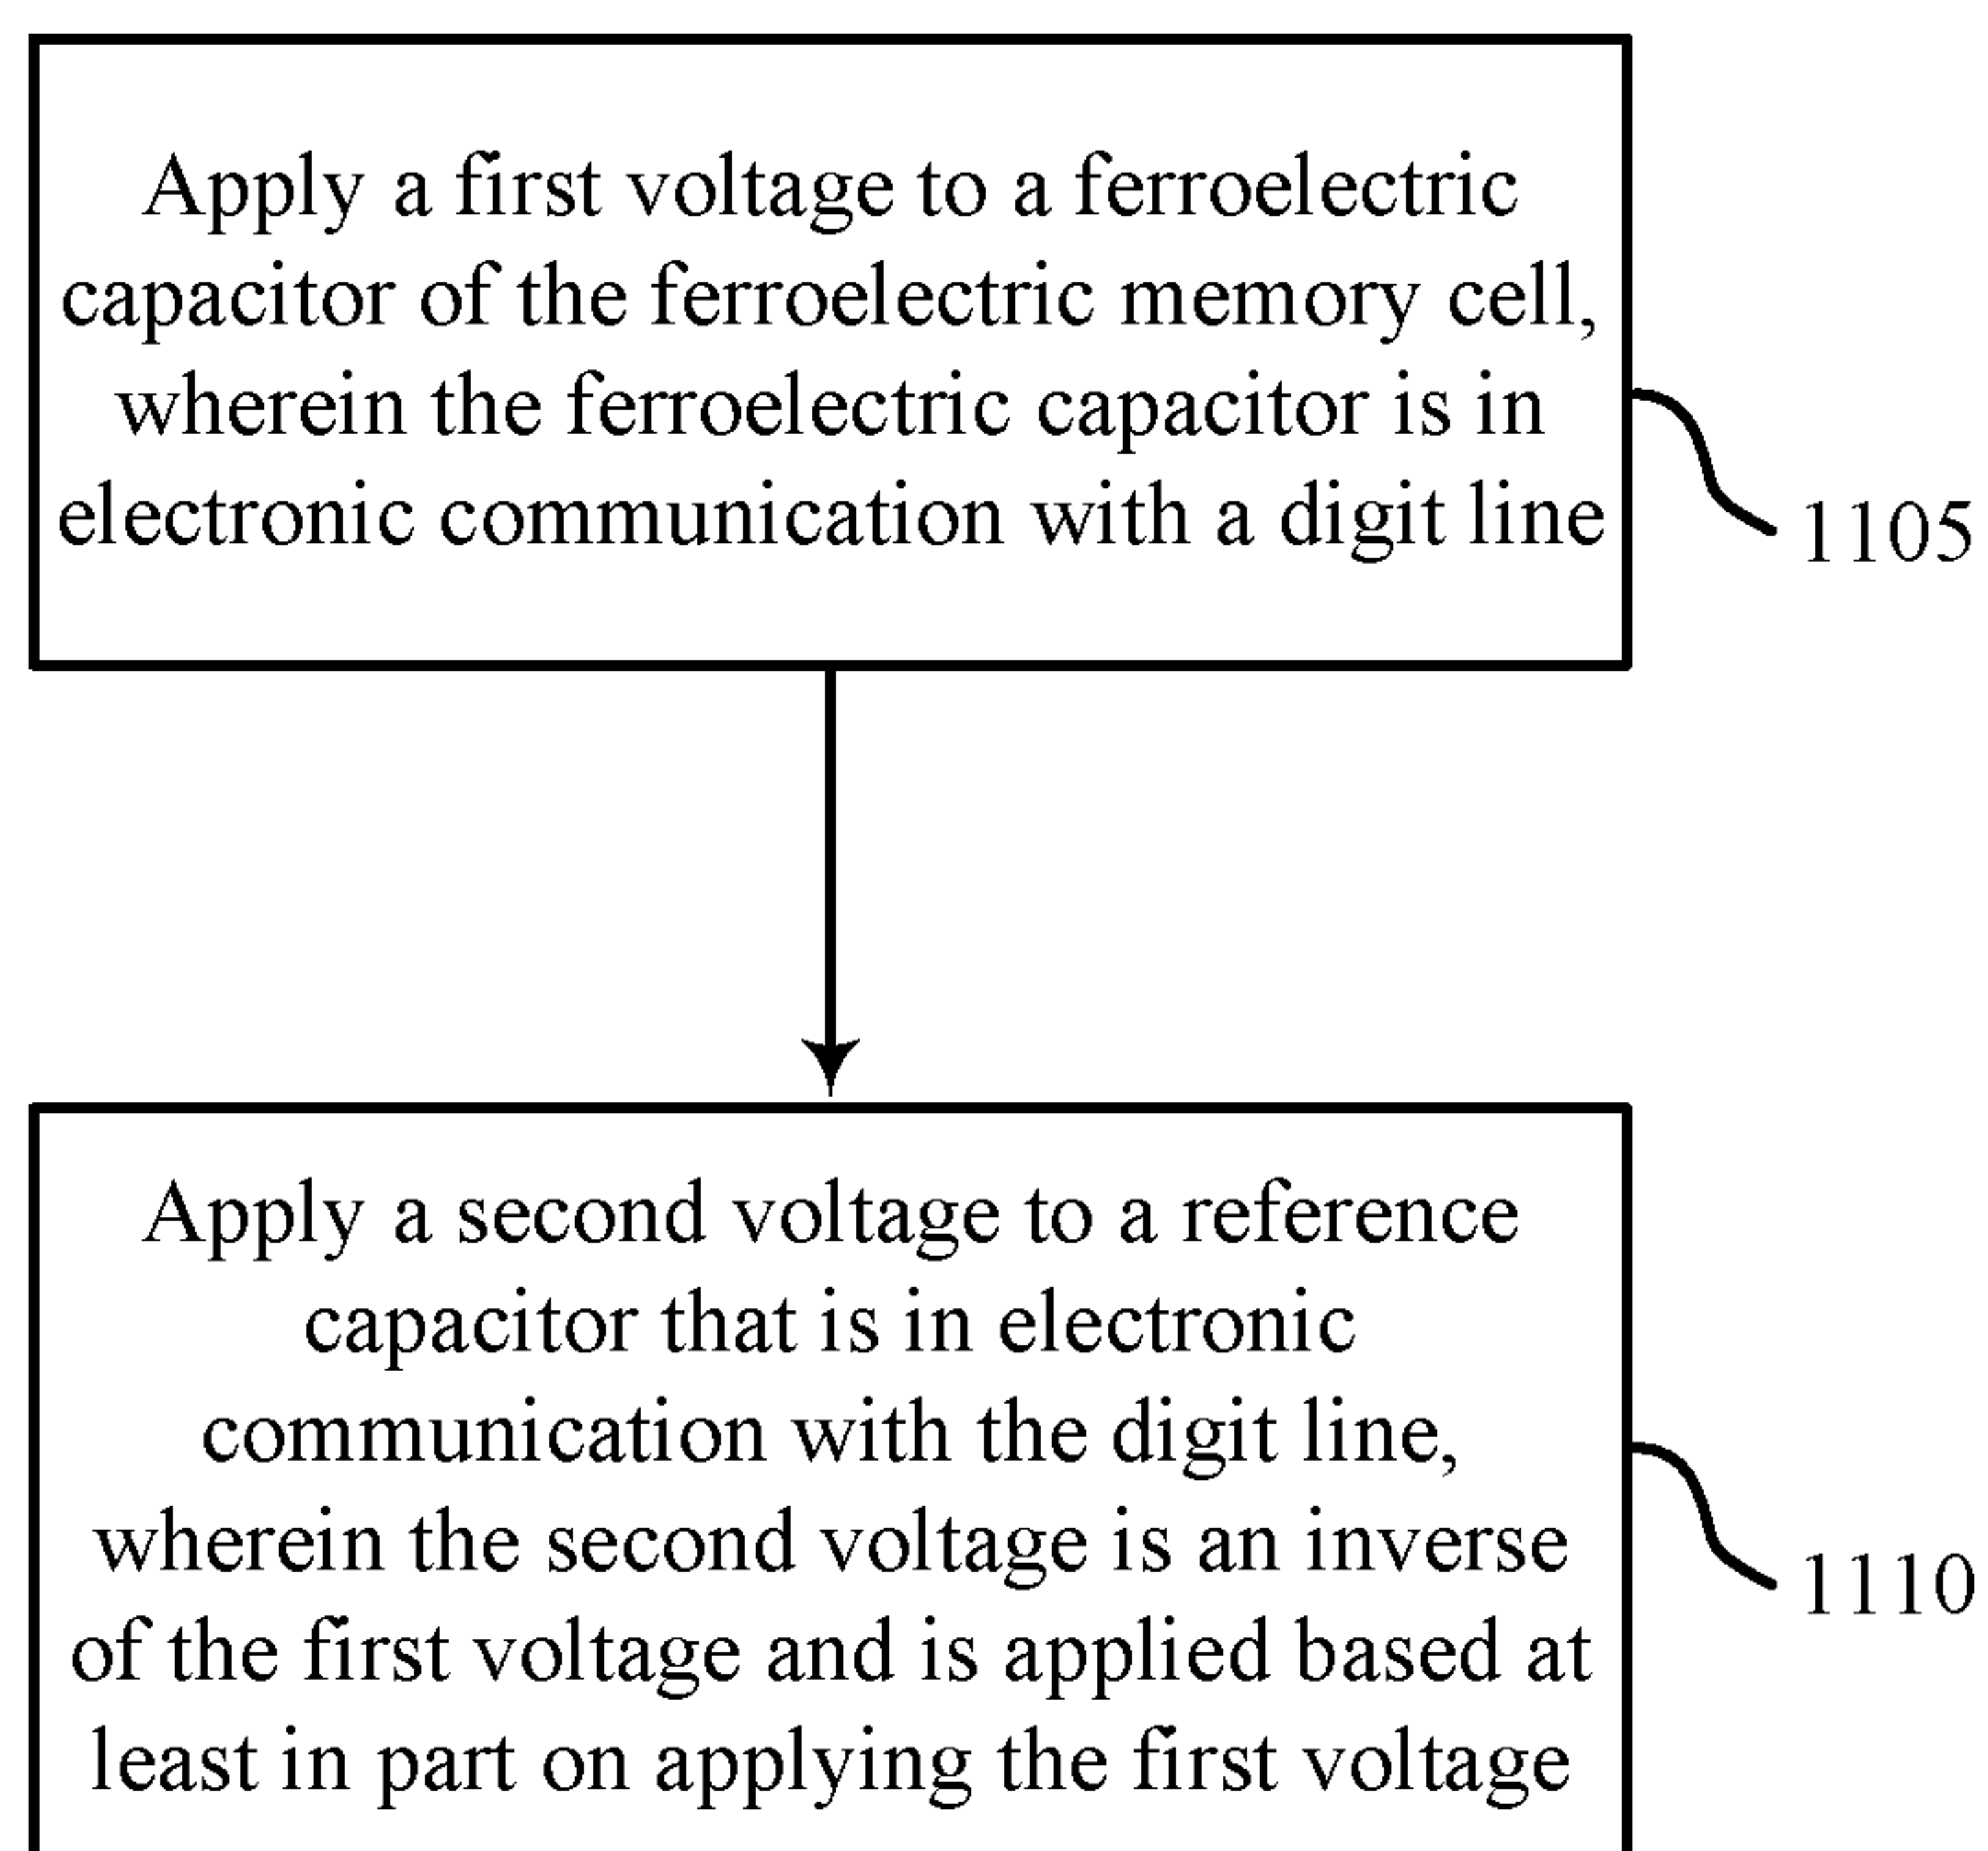 Apply a first voltage to a ferroelectric
capacitor of the ferroelectric memory cell,
wherein the ferroelectric capacitor is in
electronic communication with a digit line
1105
Apply a second voltage to a reference
capacitor that is in electronic
communication with the digit line,
wherein the second voltage is an inverse
of the first voltage and is applied based at
least in part on applying the first voltage
1110